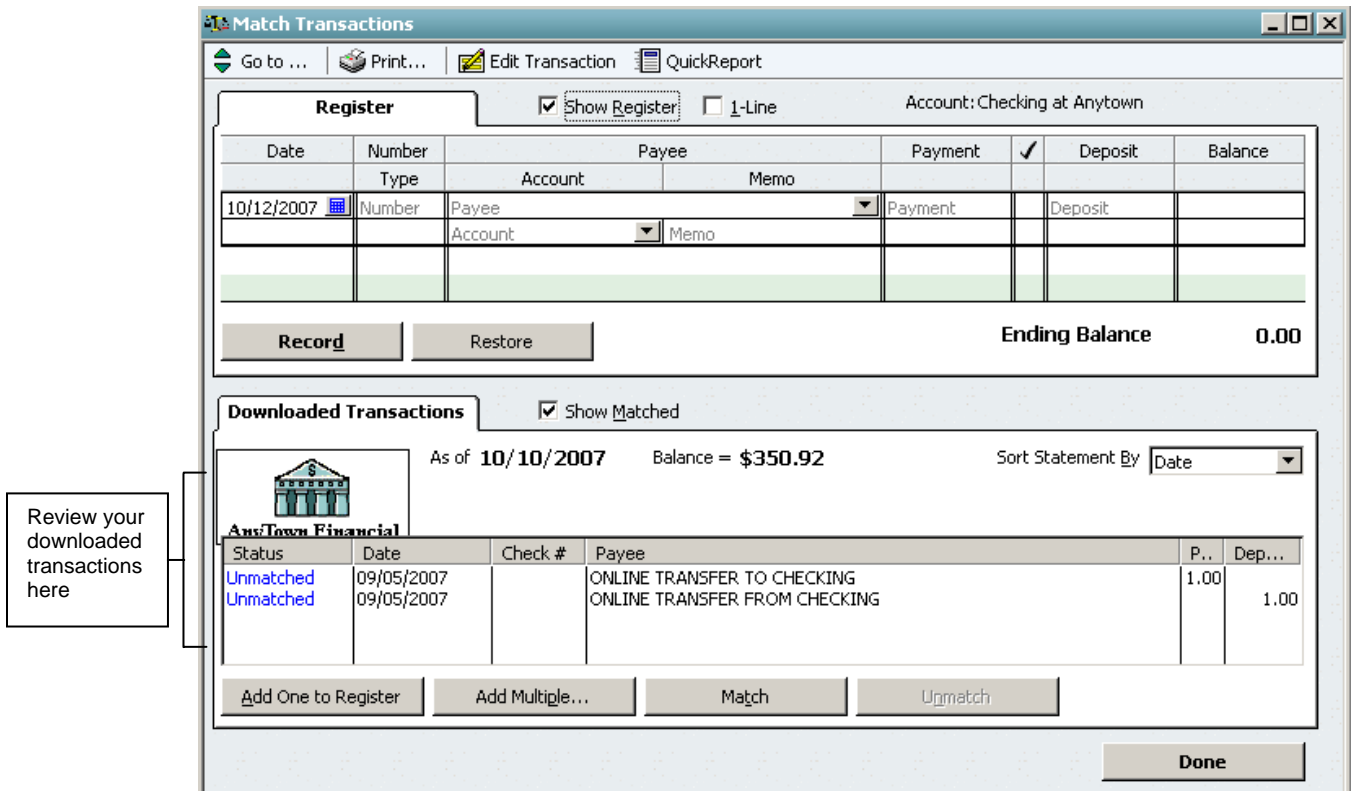 Match Transactions
Go to ... Print... Edit Transaction QuickReport
Register Show Register 1-Line Account: Checking at Anytown
Date Number Payee Payment ✓ Deposit Balance
Type Account Memo
10/12/2007 Number Payee Payment Deposit
Account Memo
Record Restore Ending Balance 0.00
Downloaded Transactions Show Matched
As of 10/10/2007 Balance = $350.92 Sort Statement By Date
AnyTown Financial
Review your
downloaded
transactions
here
Status Date Check # Payee P.. Dep...
Unmatched 09/05/2007 ONLINE TRANSFER TO CHECKING 1.00
Unmatched 09/05/2007 ONLINE TRANSFER FROM CHECKING 1.00
Add One to Register Add Multiple... Match Unmatch
Done